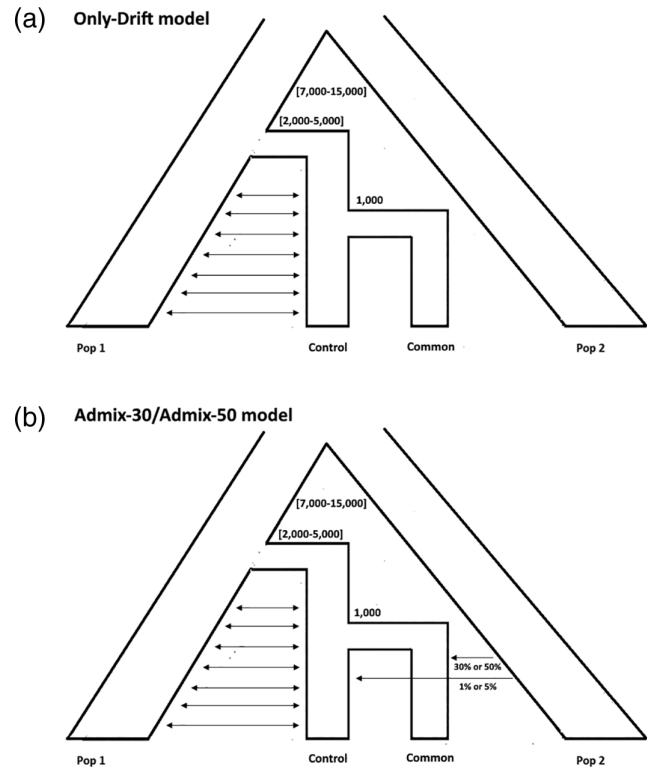 (a) Only-Drift model
[7,000-15,000]
[2,000-5,000]
1,000
Pop 1 Control Common Pop 2
(b) Admix-30/Admix-50 model
[7,000-15,000]
[2,000-5,000]
1,000
30% or 50%
1% or 5%
Pop 1 Control Common Pop 2